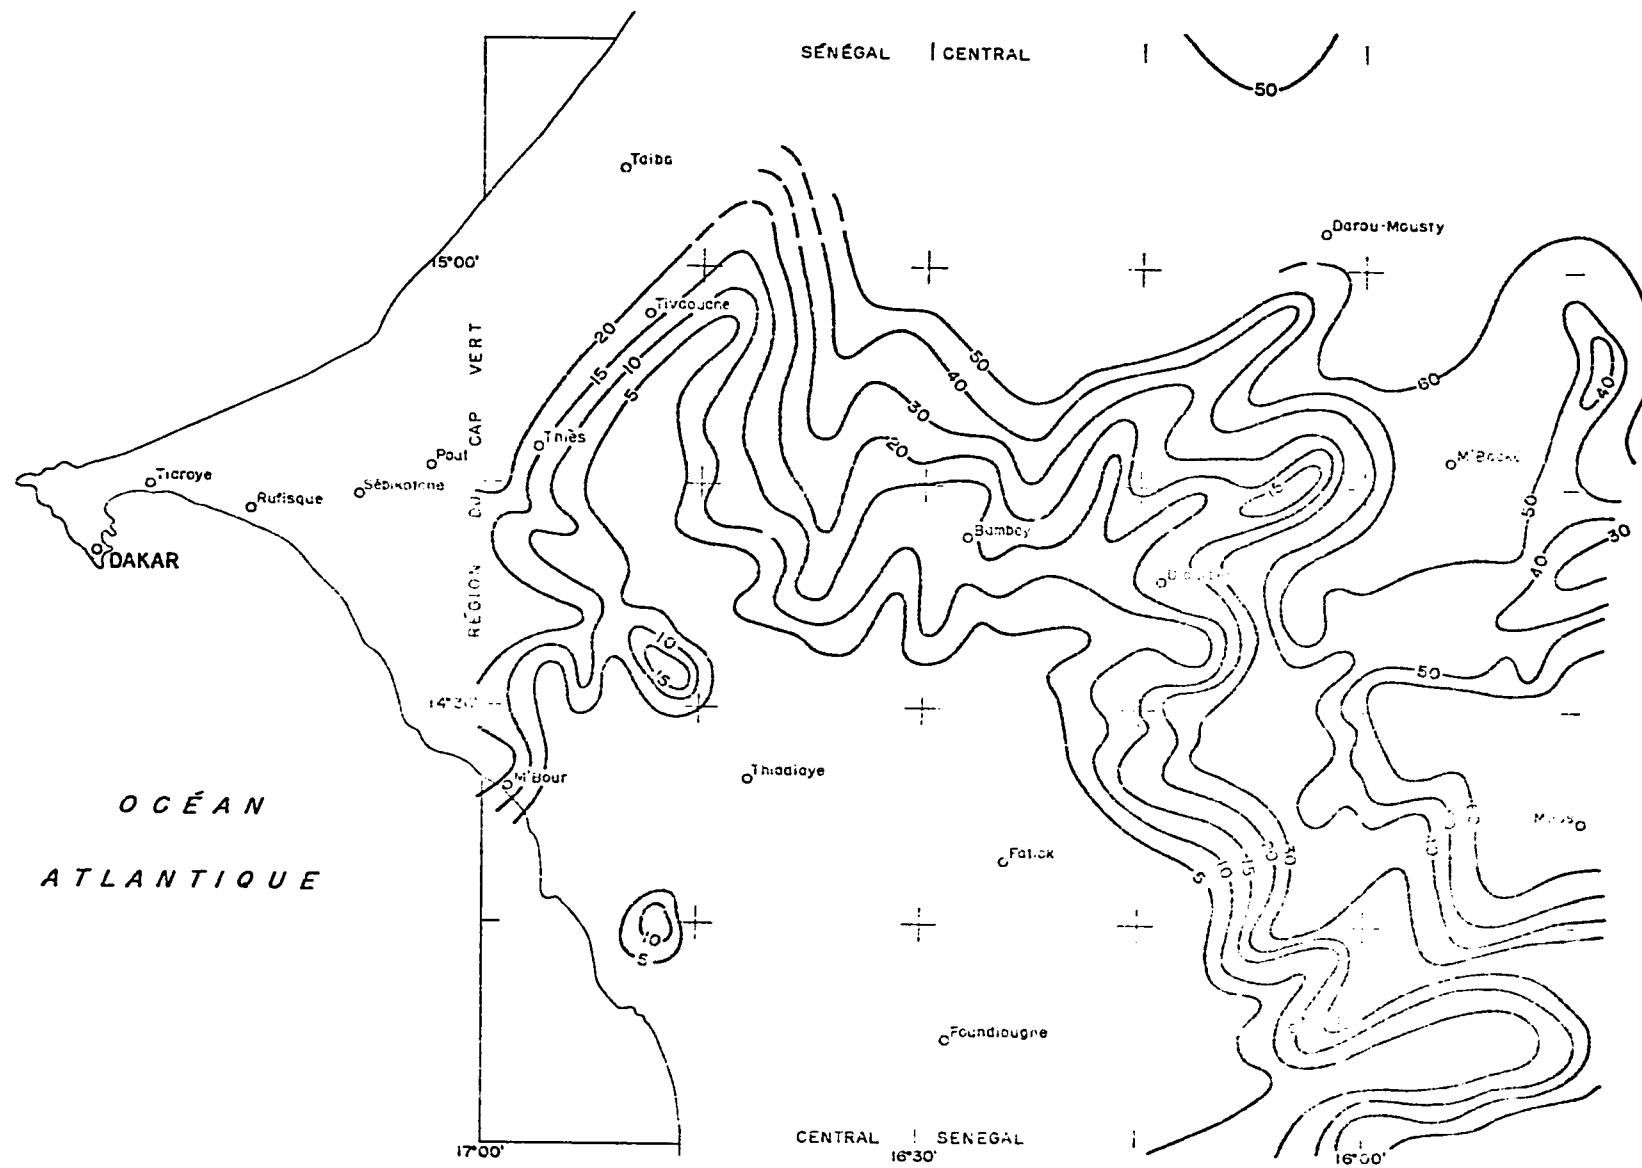 SÉNÉGAL CENTRAL
50
Taïba
Darou-Mousty
15°00'
Tivaouane
20
15
10
5
50
40
30
20
60
40
Thiès
Pout
Sébikotane
Tiaroye
Rufisque
DAKAR
RÉGION DU CAP VERT
M'Backé
15
50
30
40
Bambey
10
15
50
14°30'
M'Bour
Thiadiaye
OCÉAN
ATLANTIQUE
Fatick
5
10
15
20
30
10
5
Foundiougne
CENTRAL SENEGAL
17°00'
16°30'
16°00'